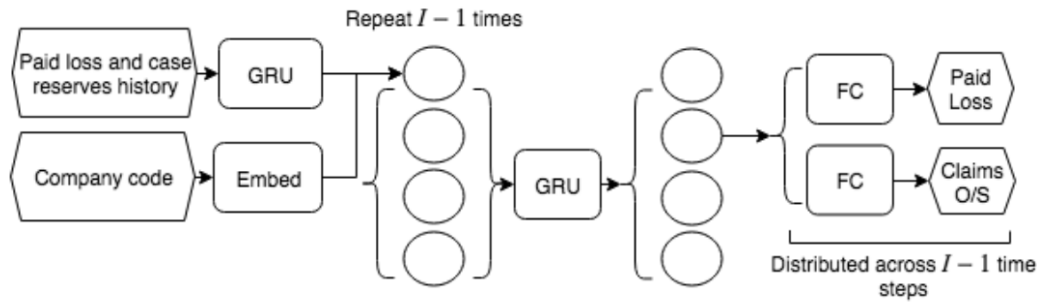 Repeat I − 1 times
Paid loss and case
reserves history
GRU
Company code
Embed
GRU
FC
Paid
Loss
FC
Claims
O/S
Distributed across I − 1 time
steps